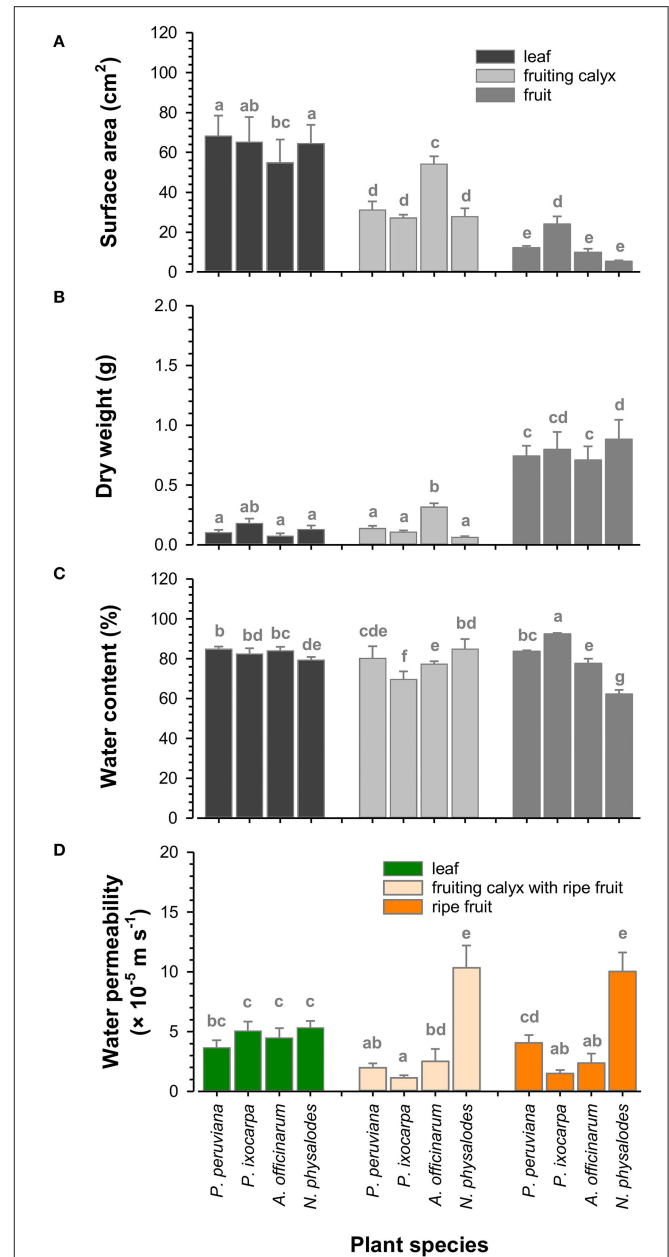 A
Surface area (cm²)
120
100
80
60
40
20
0
leaf
fruiting calyx
fruit
a ab bc a
d d c d
e d e e
B
Dry weight (g)
2.0
1.5
1.0
0.5
0.0
a ab a a
a a b a
c cd c d
C
Water content (%)
120
100
80
60
40
20
0
b bd bc de
cde f e bd
bc a e g
D
Water permeability
(× 10⁻⁵ m s⁻¹)
20
15
10
5
0
leaf
fruiting calyx with ripe fruit
ripe fruit
bc c c c
ab a bd e
cd ab ab e
P. peruviana
P. ixocarpa
A. officinarum
N. physalodes
P. peruviana
P. ixocarpa
A. officinarum
N. physalodes
P. peruviana
P. ixocarpa
A. officinarum
N. physalodes
Plant species